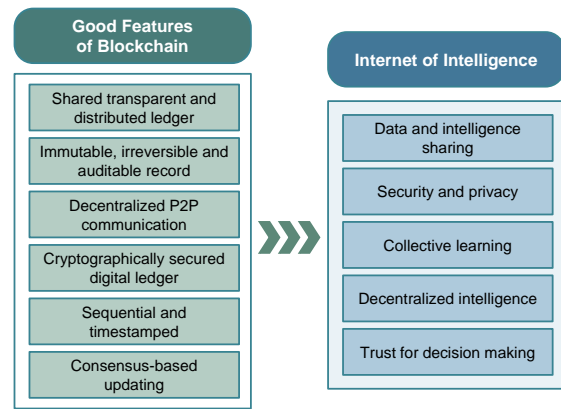 Good Features
of Blockchain
Shared transparent and
distributed ledger
Immutable, irreversible and
auditable record
Decentralized P2P
communication
Cryptographically secured
digital ledger
Sequential and
timestamped
Consensus-based
updating
Internet of Intelligence
Data and intelligence
sharing
Security and privacy
Collective learning
Decentralized intelligence
Trust for decision making